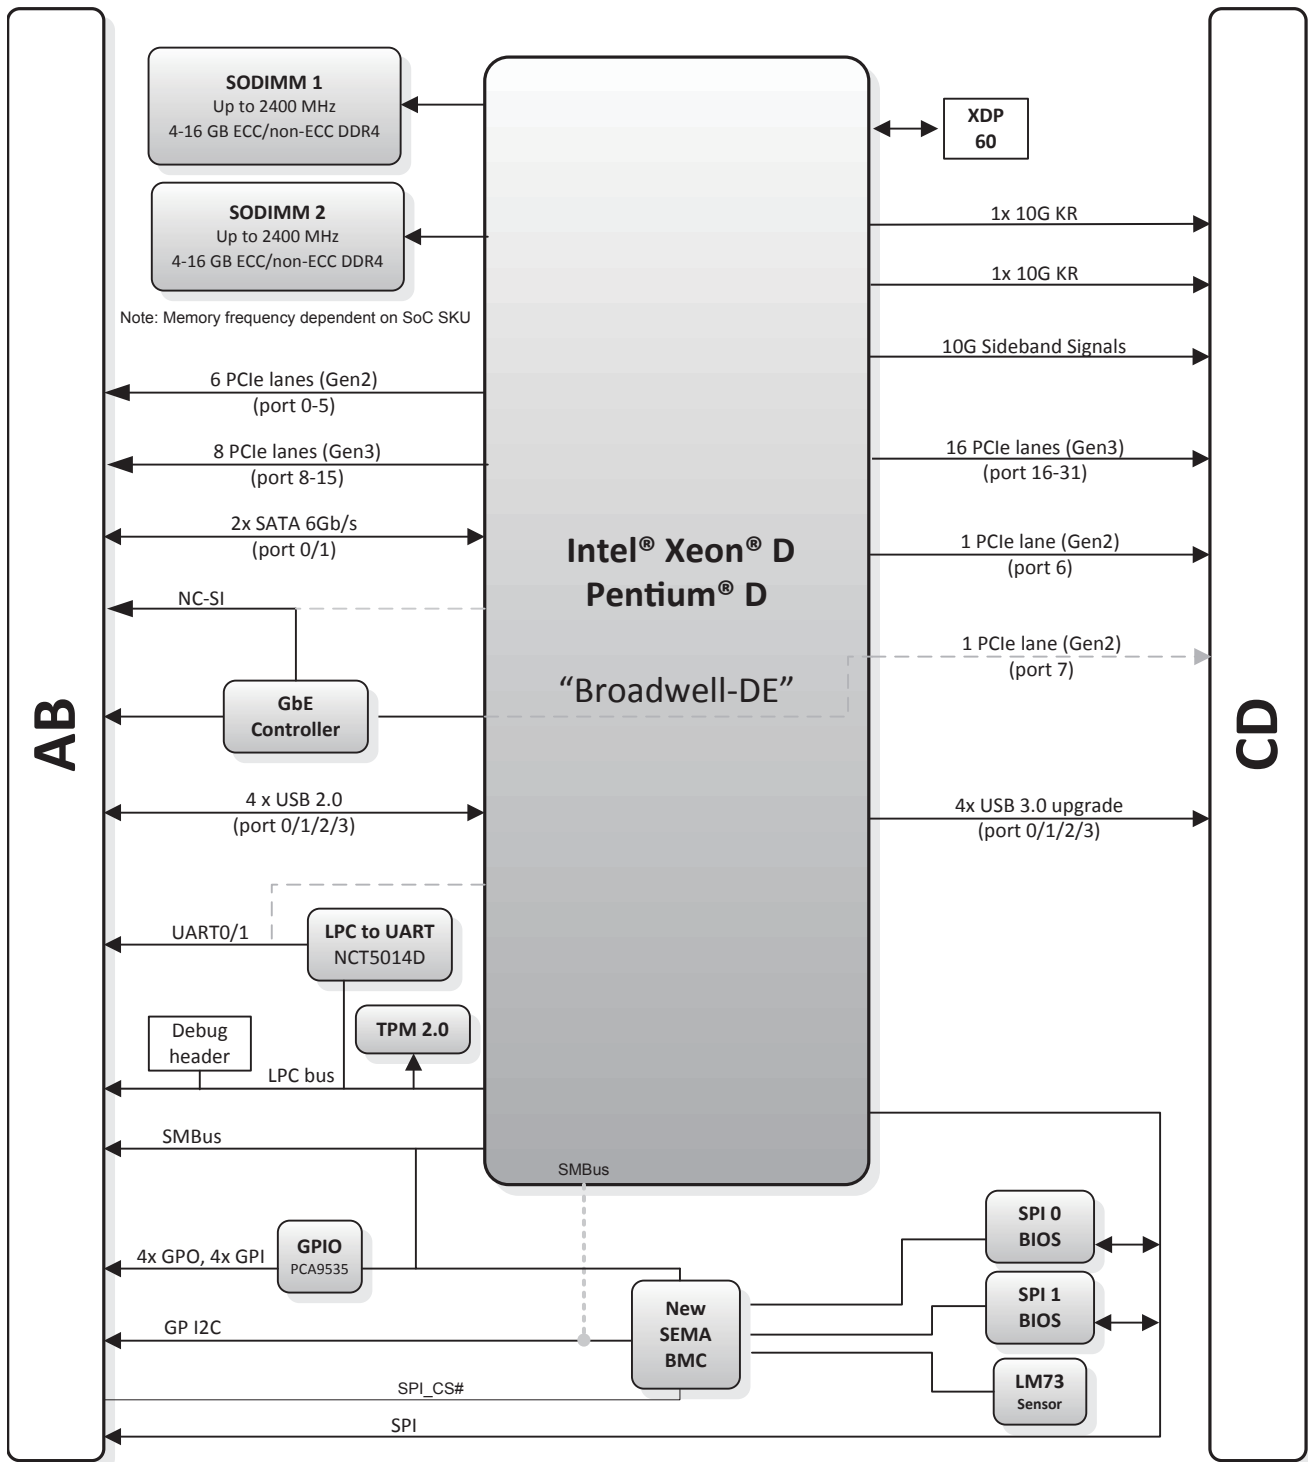 SODIMM 1
Up to 2400 MHz
4-16 GB ECC/non-ECC DDR4
SODIMM 2
Up to 2400 MHz
4-16 GB ECC/non-ECC DDR4
Note: Memory frequency dependent on SoC SKU
6 PCIe lanes (Gen2)
(port 0-5)
8 PCIe lanes (Gen3)
(port 8-15)
2x SATA 6Gb/s
(port 0/1)
NC-SI
GbE
Controller
AB
4 x USB 2.0
(port 0/1/2/3)
UART0/1
LPC to UART
NCT5014D
TPM 2.0
Debug
header
LPC bus
SMBus
GPIO
PCA9535
4x GPO, 4x GPI
GP I2C
SPI_CS#
SPI
Intel® Xeon® D
Pentium® D
“Broadwell-DE”
SMBus
New
SEMA
BMC
XDP
60
1x 10G KR
1x 10G KR
10G Sideband Signals
16 PCIe lanes (Gen3)
(port 16-31)
1 PCIe lane (Gen2)
(port 6)
1 PCIe lane (Gen2)
(port 7)
4x USB 3.0 upgrade
(port 0/1/2/3)
CD
SPI 0
BIOS
SPI 1
BIOS
LM73
Sensor